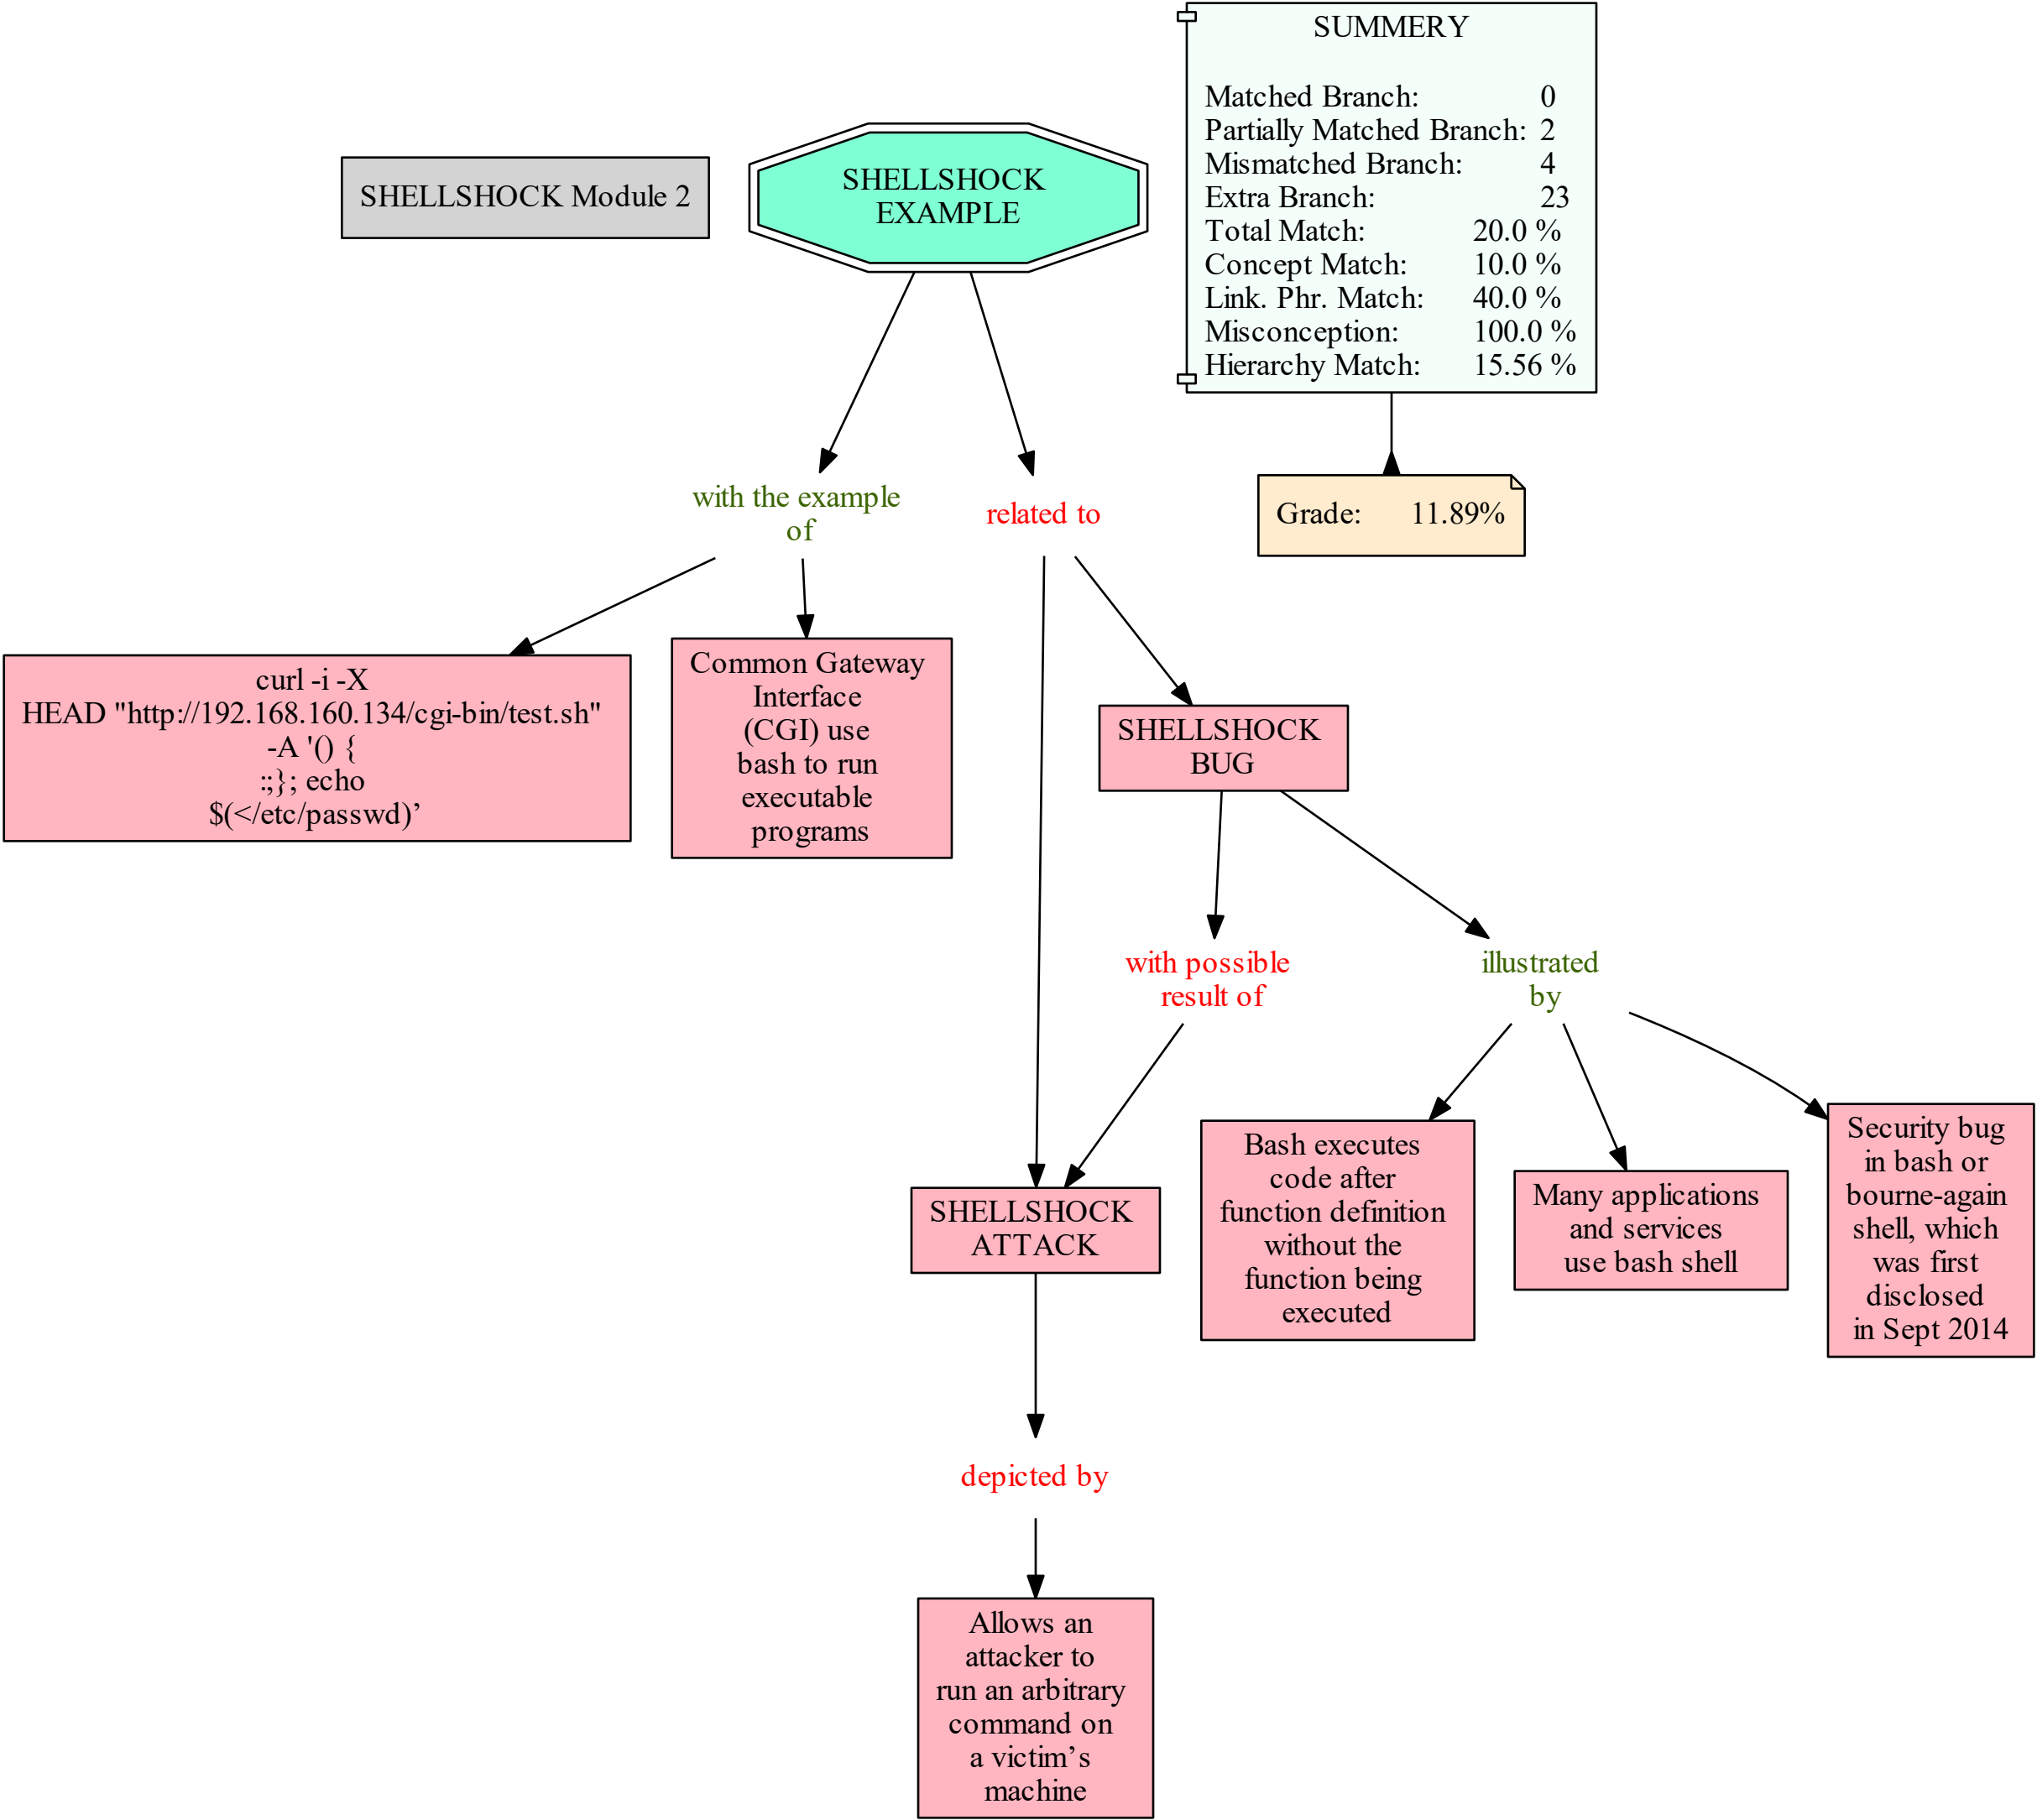 SUMMERY
Matched Branch: 0
Partially Matched Branch: 2
Mismatched Branch: 4
Extra Branch: 23
Total Match: 20.0 %
Concept Match: 10.0 %
Link. Phr. Match: 40.0 %
Misconception: 100.0 %
Hierarchy Match: 15.56 %
SHELLSHOCK Module 2
SHELLSHOCK
EXAMPLE
Grade: 11.89%
with the example
of
related to
curl -i -X
HEAD "http://192.168.160.134/cgi-bin/test.sh"
-A '() {
:;}; echo
$(</etc/passwd)’
Common Gateway
Interface
(CGI) use
bash to run
executable
programs
SHELLSHOCK
BUG
with possible
result of
illustrated
by
SHELLSHOCK
ATTACK
Bash executes
code after
function definition
without the
function being
executed
Many applications
and services
use bash shell
Security bug
in bash or
bourne-again
shell, which
was first
disclosed
in Sept 2014
depicted by
Allows an
attacker to
run an arbitrary
command on
a victim’s
machine